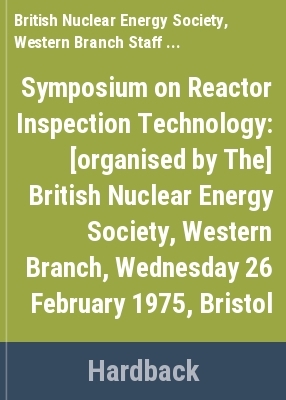 British Nuclear Energy Society,
Western Branch Staff ...
Symposium on Reactor
Inspection Technology:
[organised by The]
British Nuclear Energy
Society, Western
Branch, Wednesday 26
February 1975, Bristol
Hardback